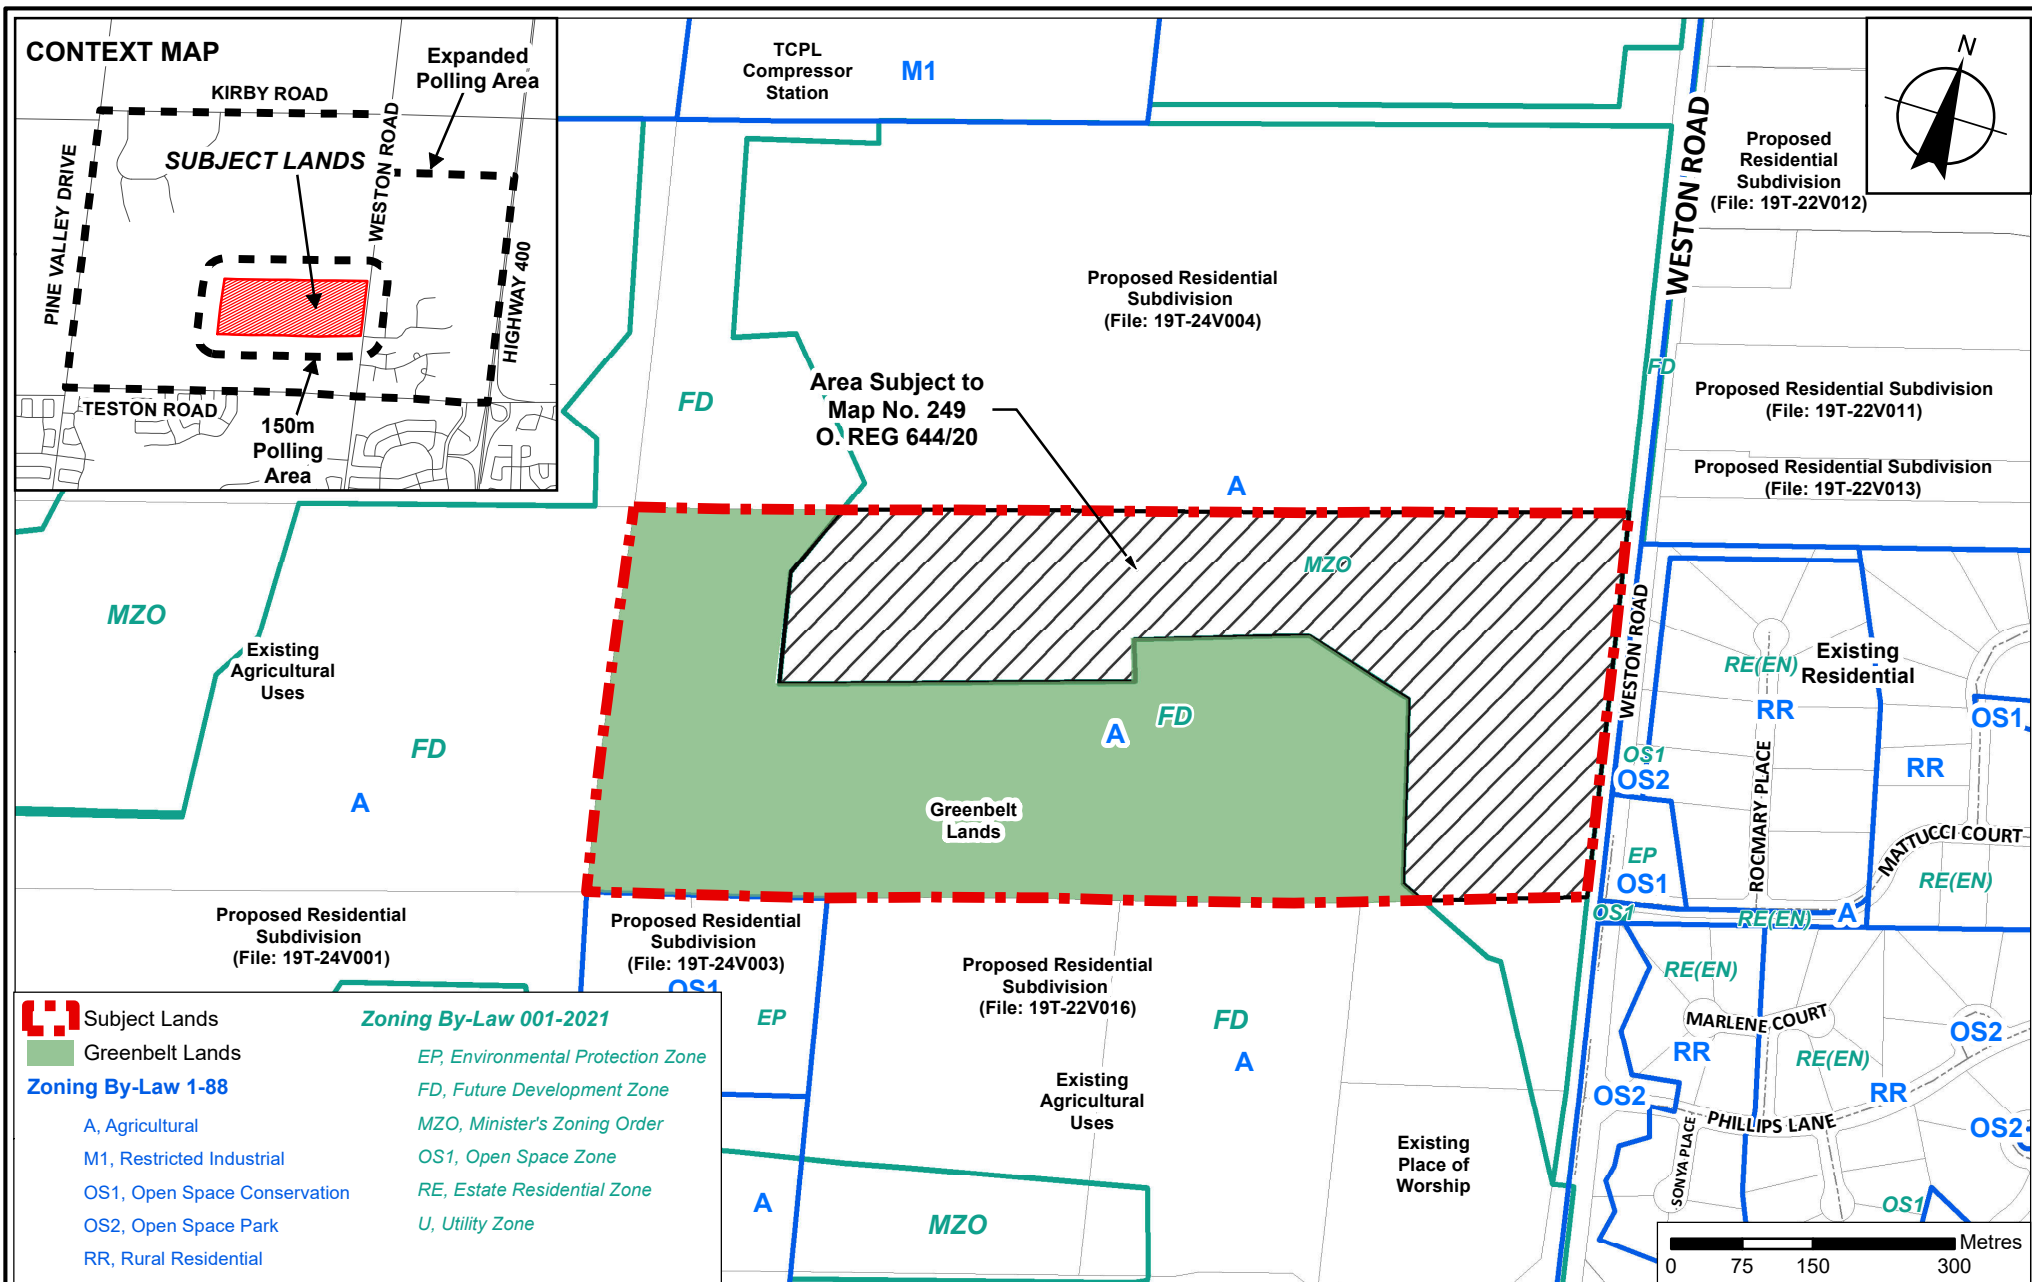 CONTEXT MAP
Expanded
Polling Area
KIRBY ROAD
SUBJECT LANDS
PINE VALLEY DRIVE
WESTON ROAD
HIGHWAY 400
TESTON ROAD
150m
Polling
Area
TCPL
Compressor
Station
M1
N
WESTON ROAD
Proposed
Residential
Subdivision
(File: 19T-22V012)
Proposed Residential
Subdivision
(File: 19T-24V004)
FD
FD
Area Subject to
Map No. 249
O. REG 644/20
Proposed Residential Subdivision
(File: 19T-22V011)
Proposed Residential Subdivision
(File: 19T-22V013)
A
MZO
MZO
Existing
Agricultural
Uses
FD
A
FD
A
Greenbelt
Lands
WESTON ROAD
RE(EN)
Existing
Residential
RR
OS1
OS1
OS2
RR
ROCMARY PLACE
MATTUCCI COURT
EP
OS1
RE(EN)
OS1
RE(EN)
A
Proposed Residential
Subdivision
(File: 19T-24V001)
Proposed Residential
Subdivision
(File: 19T-24V003)
OS1
EP
Proposed Residential
Subdivision
(File: 19T-22V016)
FD
A
Existing
Agricultural
Uses
Existing
Place of
Worship
A
MZO
RE(EN)
MARLENE COURT
OS2
RR
RE(EN)
OS2
RR
PHILLIPS LANE
SONYA PLACE
OS2
OS1
Subject Lands
Greenbelt Lands
Zoning By-Law 1-88
A, Agricultural
M1, Restricted Industrial
OS1, Open Space Conservation
OS2, Open Space Park
RR, Rural Residential
Zoning By-Law 001-2021
EP, Environmental Protection Zone
FD, Future Development Zone
MZO, Minister's Zoning Order
OS1, Open Space Zone
RE, Estate Residential Zone
U, Utility Zone
Metres
0 75 150 300